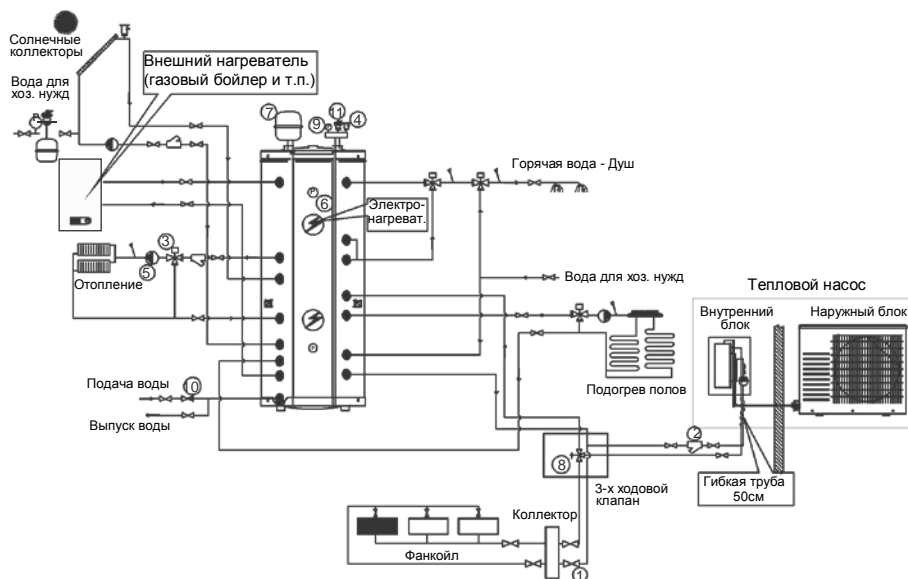 Солнечные
коллекторы
Внешний нагреватель
(газовый бойлер и т.п.)
Вода для
хоз. нужд
P
7
9
11
4
Горячая вода - Душ
P
6
Электро-
нагреват.
3
5
Отопление
Вода для хоз. нужд
Тепловой насос
Внутренний
блок
Наружный блок
P
Подогрев полов
Подача воды
10
Выпуск воды
2
8
3-х ходовой
клапан
Гибкая труба
50см
Коллектор
Фанкойл
1